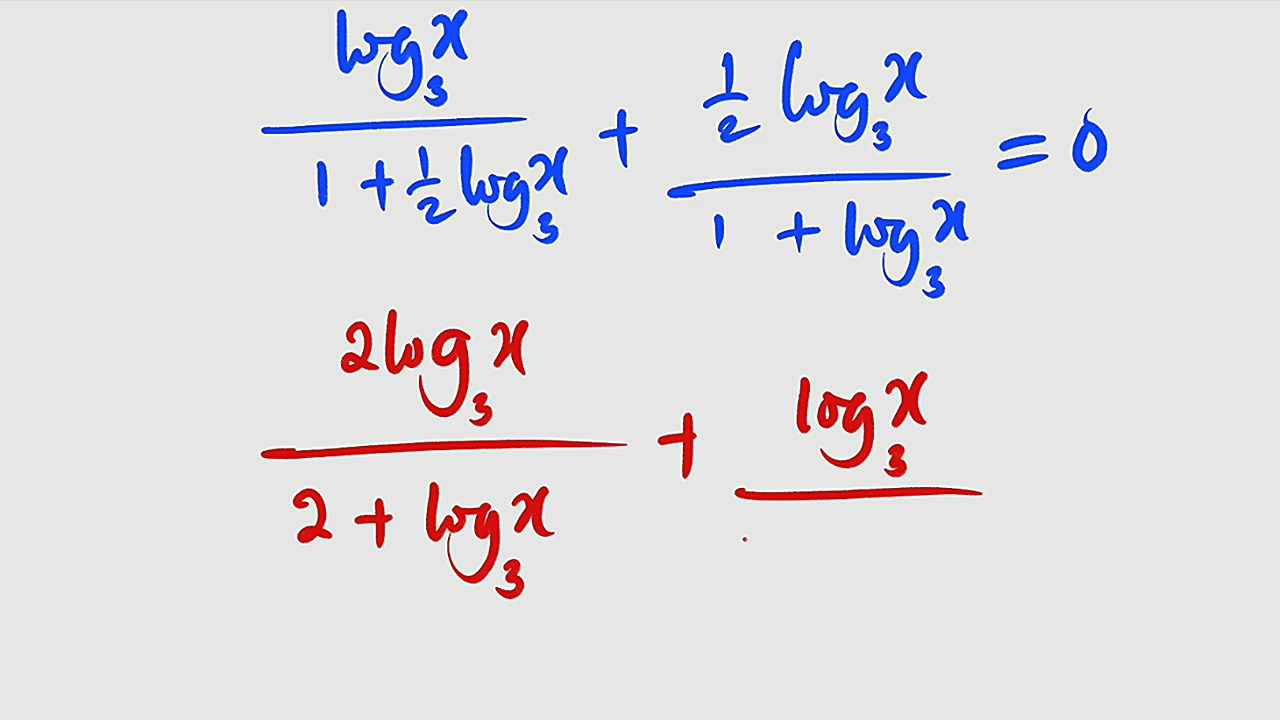 log₃x / (1 + ½ log₃x) + ½ log₃x / (1 + log₃x) = 0
2log₃x / (2 + log₃x) + log₃x /